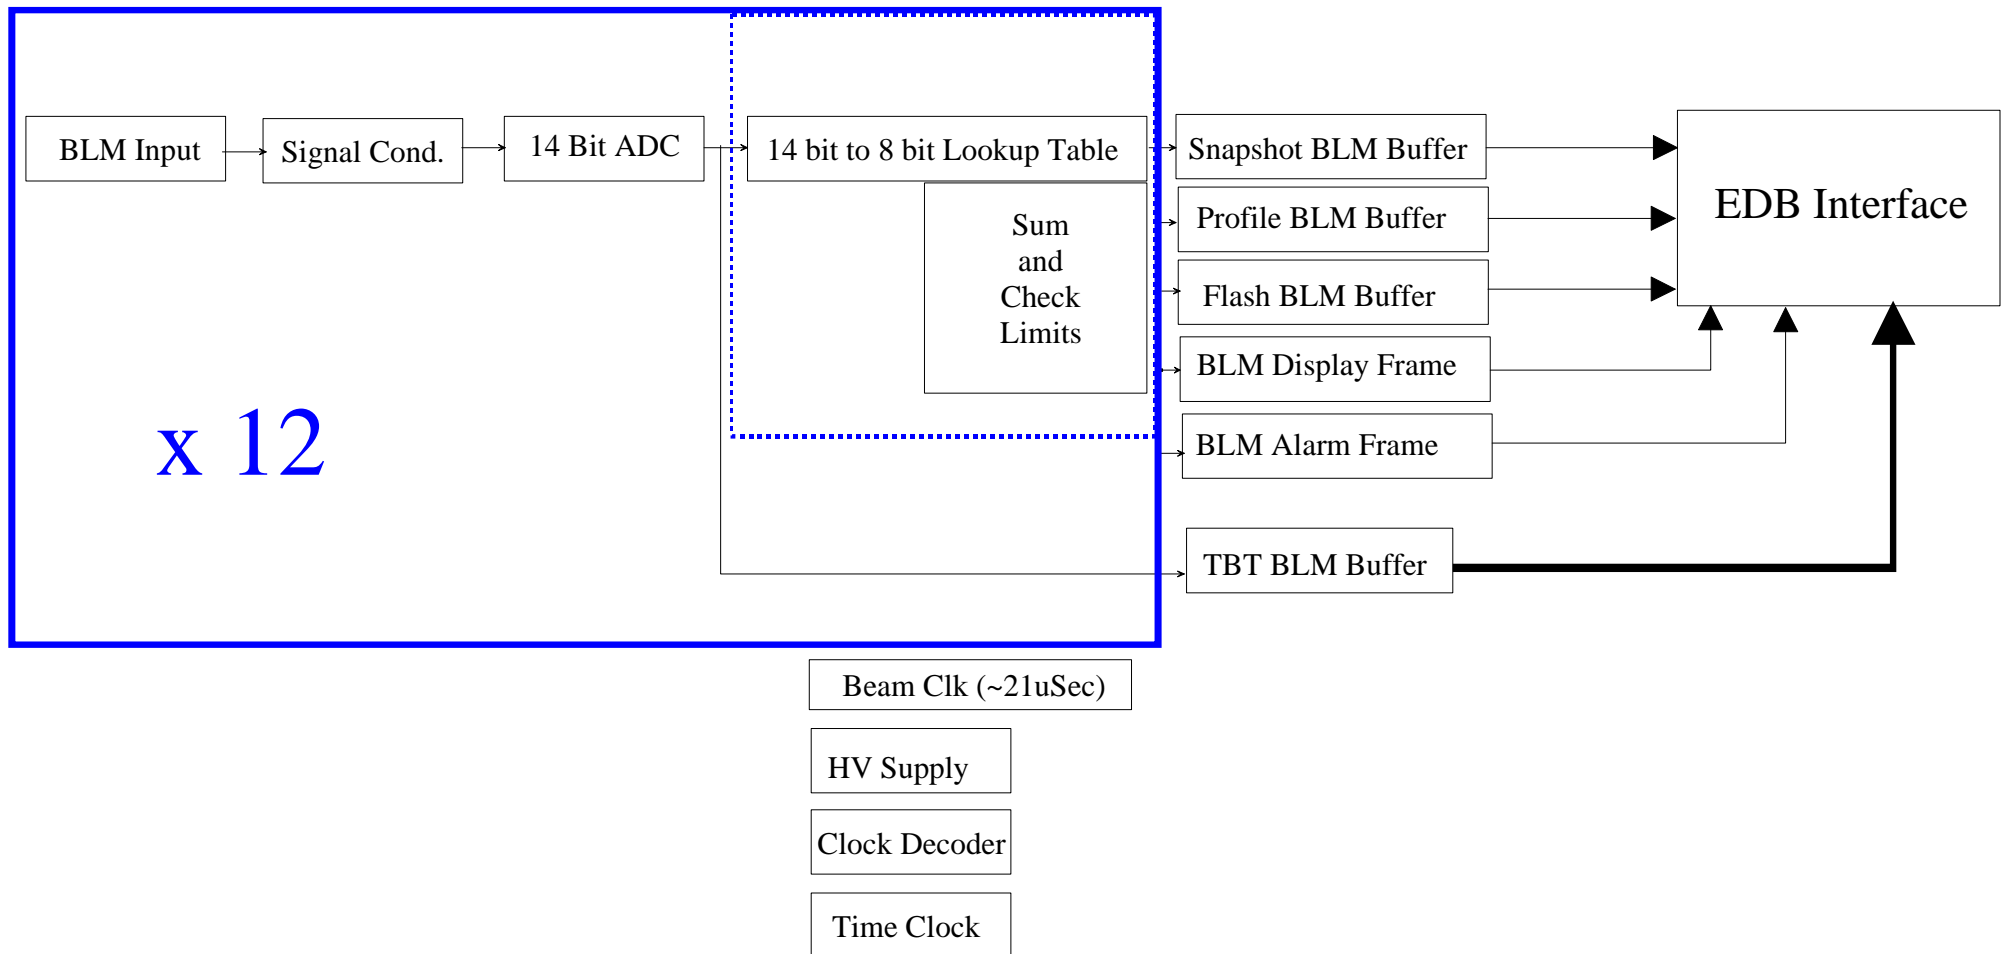 BLM Input
Signal Cond.
14 Bit ADC
14 bit to 8 bit Lookup Table
Snapshot BLM Buffer
EDB Interface
Profile BLM Buffer
Sum
and
Check
Limits
Flash BLM Buffer
BLM Display Frame
BLM Alarm Frame
x 12
TBT BLM Buffer
Beam Clk (~21uSec)
HV Supply
Clock Decoder
Time Clock